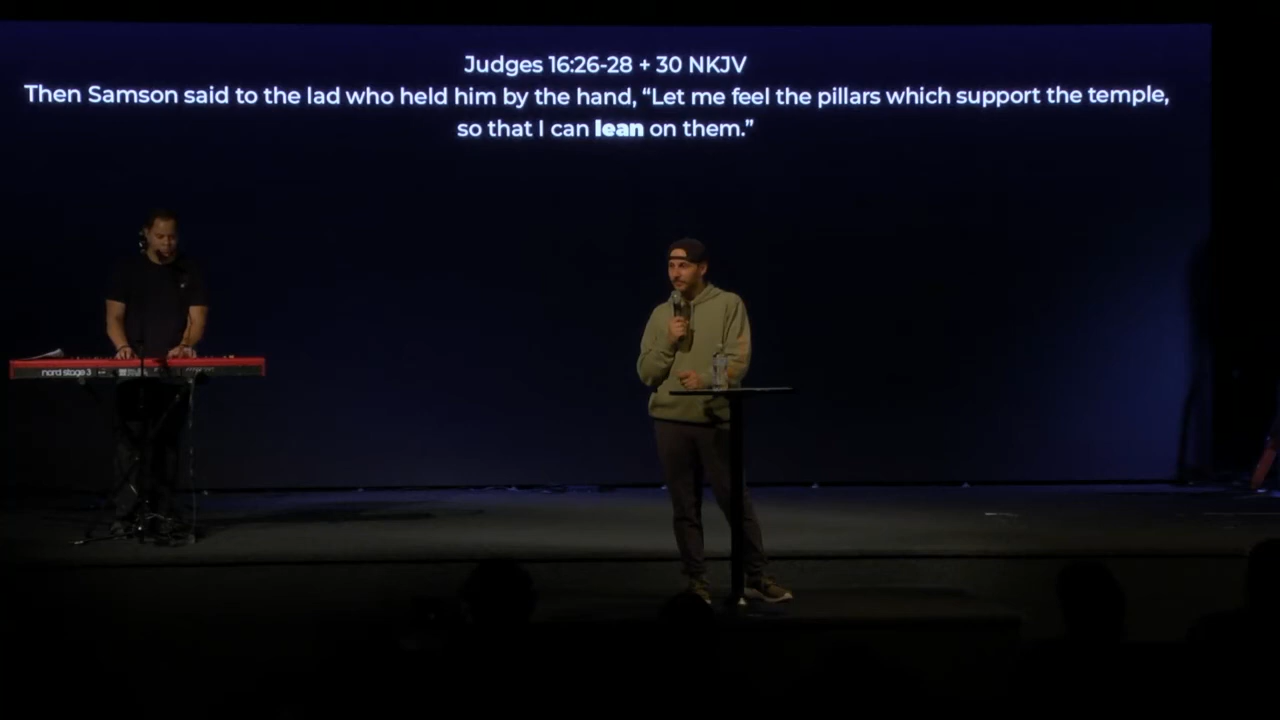 Judges 16:26-28 + 30 NKJV
Then Samson said to the lad who held him by the hand, “Let me feel the pillars which support the temple,
so that I can lean on them.”
nord stage 3